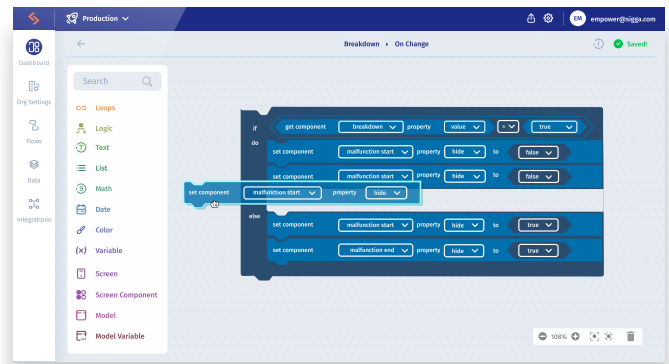 Production
EM empower@sigga.com
Breakdown › On Change
Saved!
Dashboard
Org Settings
Flows
Data
Integrations
Search
Loops
Logic
Text
List
Math
Date
Color
(x) Variable
Screen
Screen Component
Model
Model Variable
if get component breakdown property value = true
do
set component malfunction start property hide to false
set component malfunction start property hide to false
set component malfunction start property hide
else
set component malfunction start property hide to true
set component malfunction end property hide to true
108%